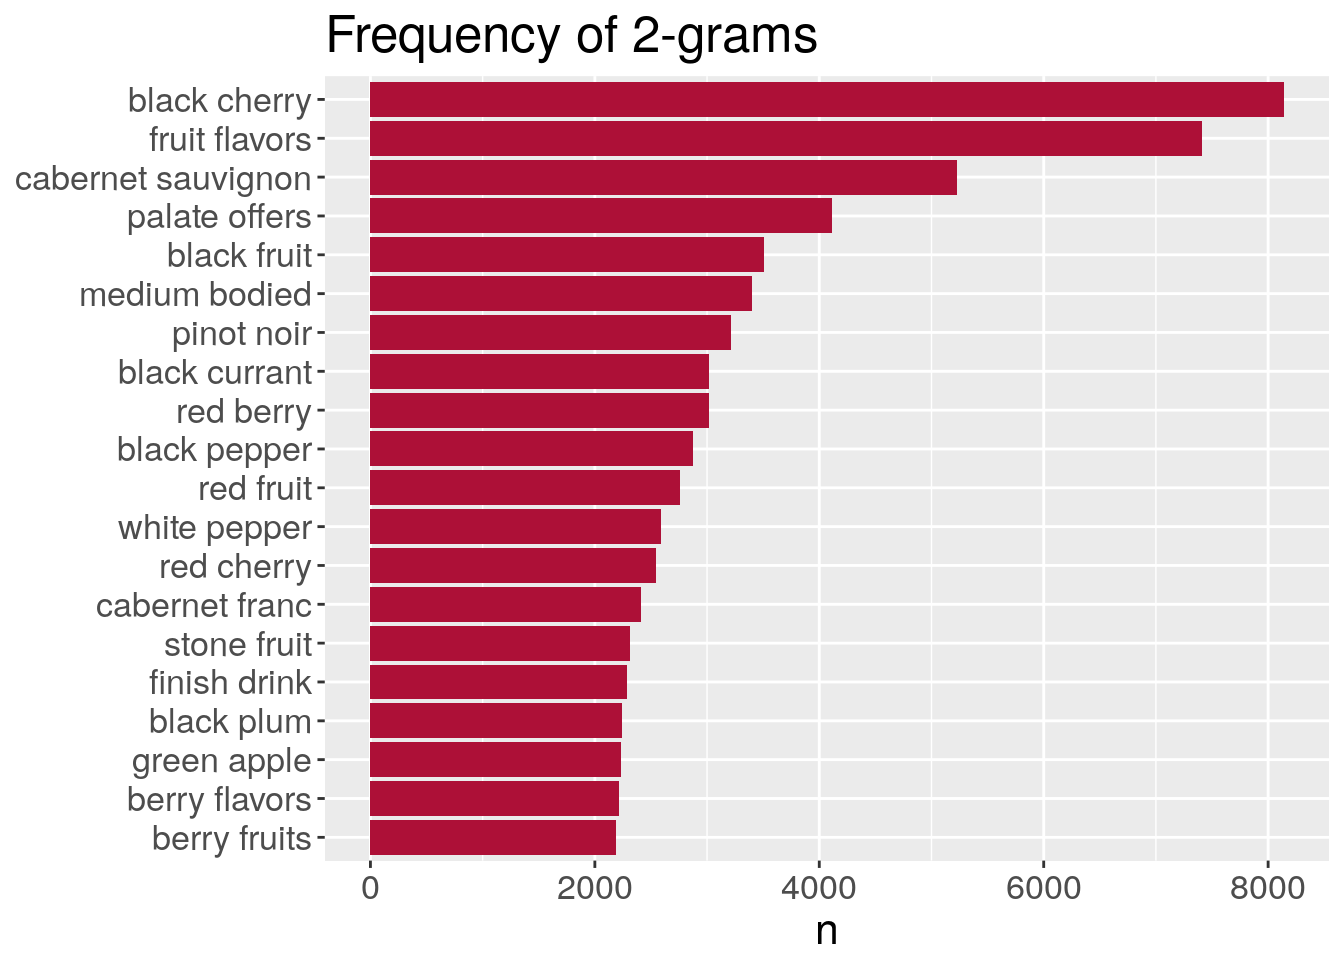 Frequency of 2-grams
black cherry
fruit flavors
cabernet sauvignon
palate offers
black fruit
medium bodied
pinot noir
black currant
red berry
black pepper
red fruit
white pepper
red cherry
cabernet franc
stone fruit
finish drink
black plum
green apple
berry flavors
berry fruits
0 2000 4000 6000 8000
n